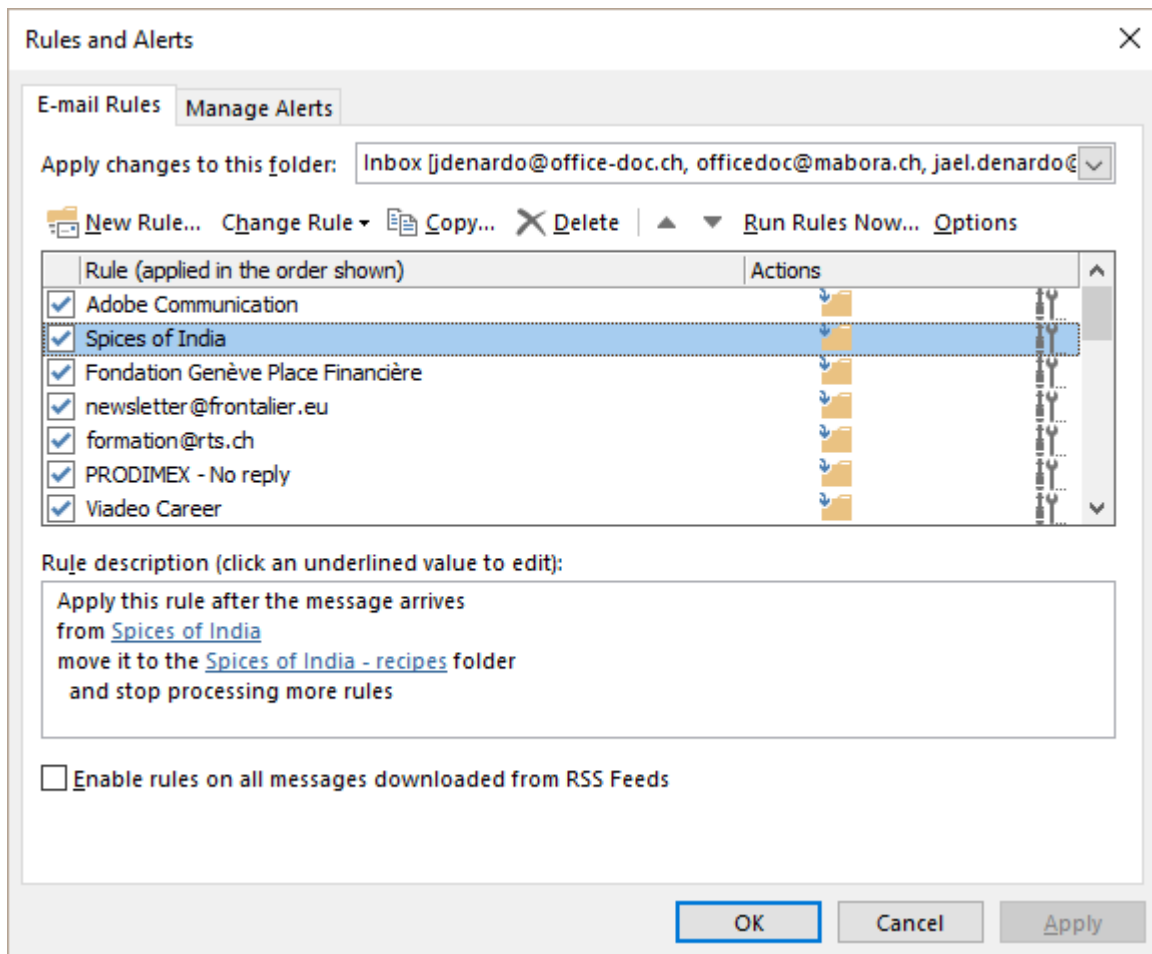 Rules and Alerts
E-mail Rules Manage Alerts
Apply changes to this folder: Inbox [jdenardo@office-doc.ch, officedoc@mabora.ch, jael.denardo@
New Rule... Change Rule Copy... Delete Run Rules Now... Options
Rule (applied in the order shown) Actions
Adobe Communication
Spices of India
Fondation Genève Place Financière
newsletter@frontalier.eu
formation@rts.ch
PRODIMEX - No reply
Viadeo Career
Rule description (click an underlined value to edit):
Apply this rule after the message arrives
from Spices of India
move it to the Spices of India - recipes folder
and stop processing more rules
Enable rules on all messages downloaded from RSS Feeds
OK Cancel Apply